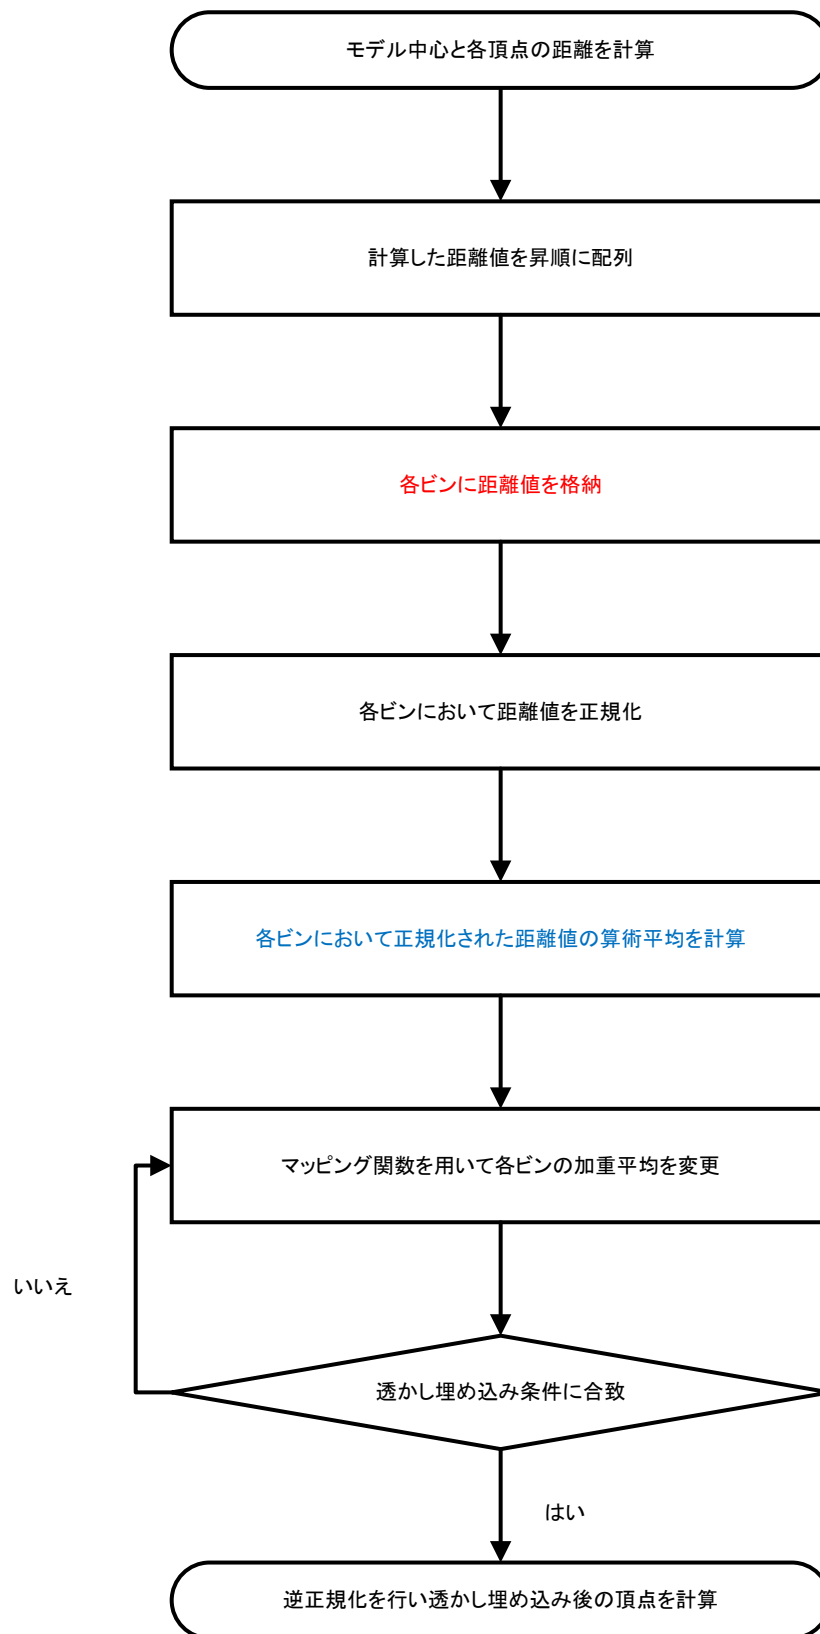 モデル中心と各頂点の距離を計算
計算した距離値を昇順に配列
各ビンに距離値を格納
各ビンにおいて距離値を正規化
各ビンにおいて正規化された距離値の算術平均を計算
マッピング関数を用いて各ビンの加重平均を変更
いいえ
透かし埋め込み条件に合致
はい
逆正規化を行い透かし埋め込み後の頂点を計算